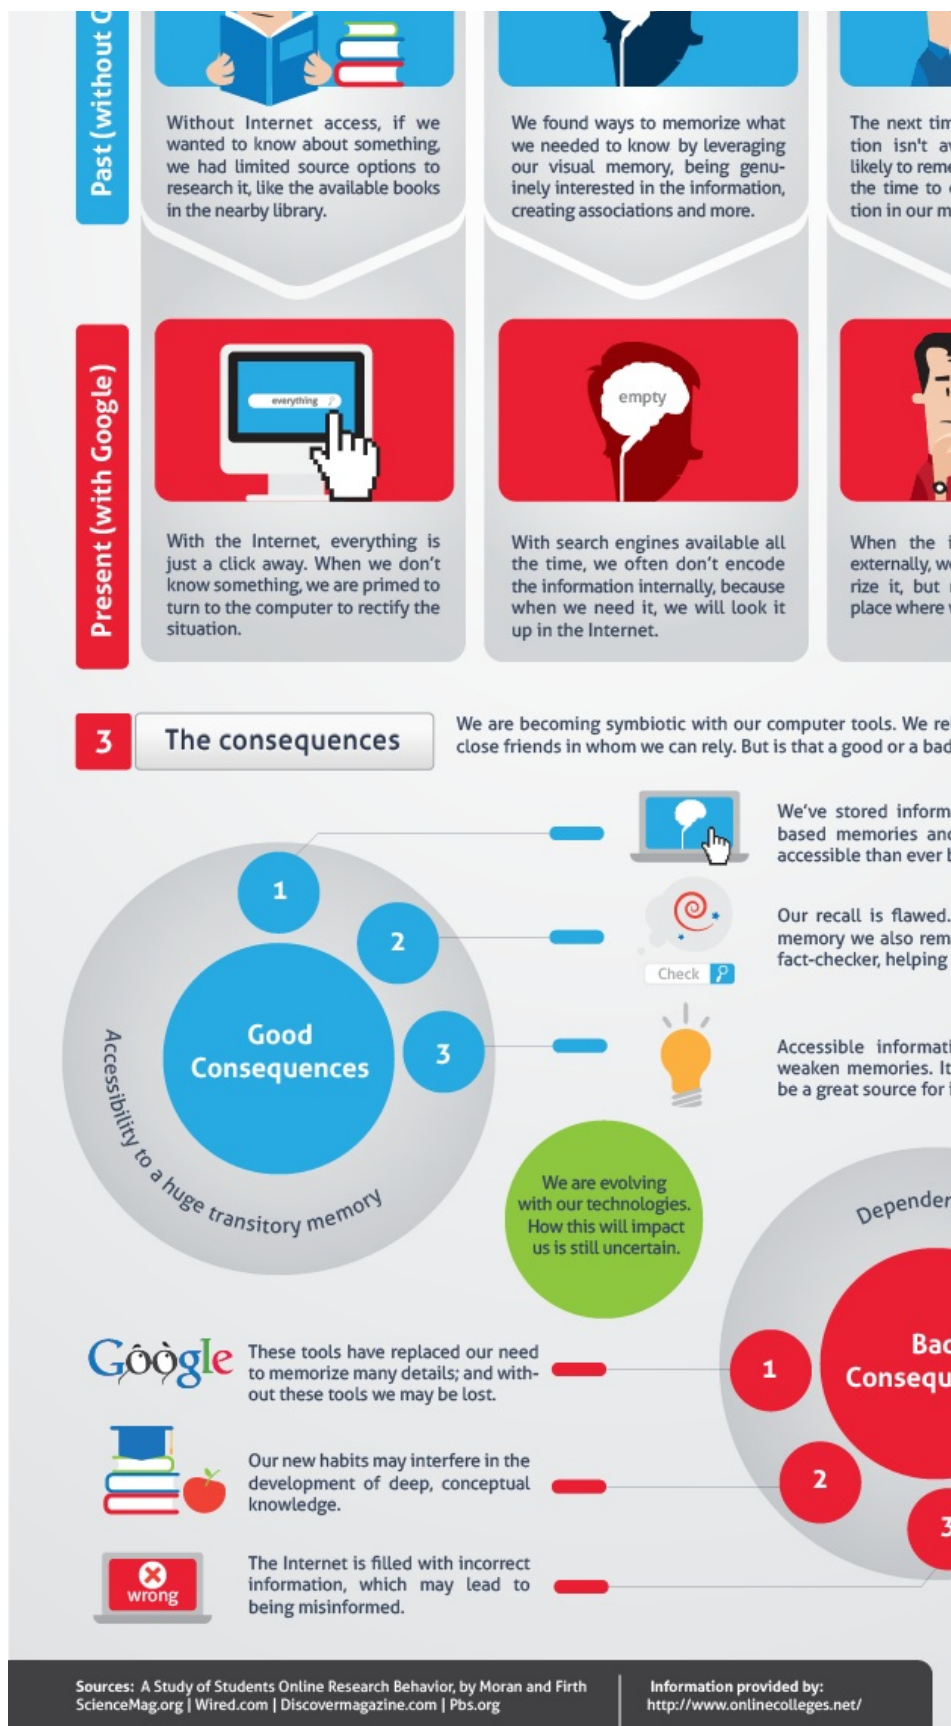 Past (without
Without Internet access, if we
wanted to know about something,
we had limited source options to
research it, like the available books
in the nearby library.
We found ways to memorize what
we needed to know by leveraging
our visual memory, being genu-
inely interested in the information,
creating associations and more.
The next
tion isn't
likely to
the time to
tion in our
Present (with Google)
everything
empty
With the Internet, everything is
just a click away. When we don't
know something, we are primed to
turn to the computer to rectify the
situation.
With search engines available all
the time, we often don't encode
the information internally, because
when we need it, we will look it
up in the Internet.
When the
externally,
rize it, but
place where
3
The consequences
We are becoming symbiotic with our computer tools. We
close friends in whom we can rely. But is that a good or a bad
We've stored
based memories
accessible than ever
1
Our recall is flawed.
memory we also
fact-checker, helping
Check
2
Accessible
weaken memories. It
be a great source for
3
Good
Consequences
Accessibility to a huge transitory memory
We are evolving
with our technologies.
How this will impact
us is still uncertain.
Bad
1
2
3
Góògle
These tools have replaced our need
to memorize many details; and with-
out these tools we may be lost.
Our new habits may interfere in the
development of deep, conceptual
knowledge.
wrong
The Internet is filled with incorrect
information, which may lead to
being misinformed.
Sources: A Study of Students Online Research Behavior, by Moran and Firth
ScienceMag.org | Wired.com | Discovermagazine.com | Pbs.org
Information provided by:
http://www.onlinecolleges.net/